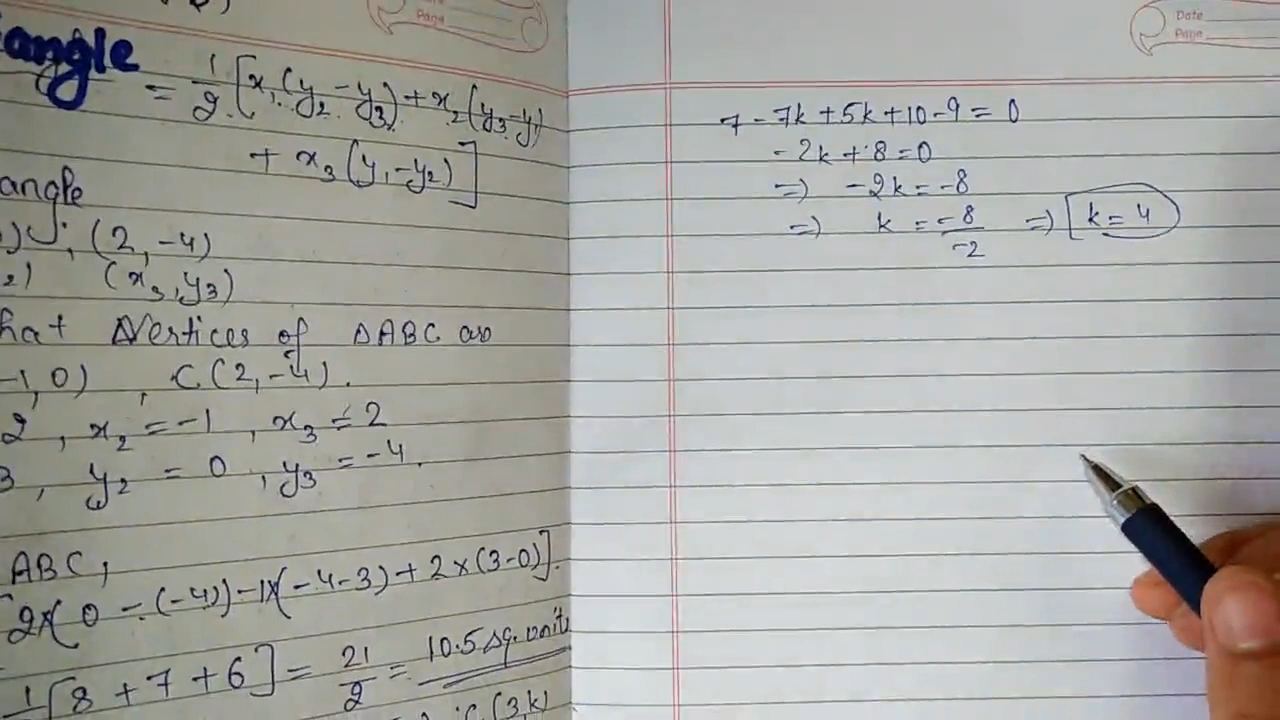 Page
angle
= 1/2 [x1(y2-y3)+x2(y3-y1)
+ x3(y1-y2)]
angle
, (2, -4)
2) (x3, y3)
hat Vertices of ΔABC are
-1, 0) , C(2, -4).
2, x2 = -1, x3 = 2
3, y2 = 0, y3 = -4.
ABC,
[2×(0-(-4))-1×(-4-3)+2×(3-0)].
1/[8+7+6] = 21/2 = 10.5 sq. units
C(3,k)
Date
Page
7-7k+5k+10-9=0
-2k+8=0
=> -2k=-8
=> k=-8/-2 => k=4